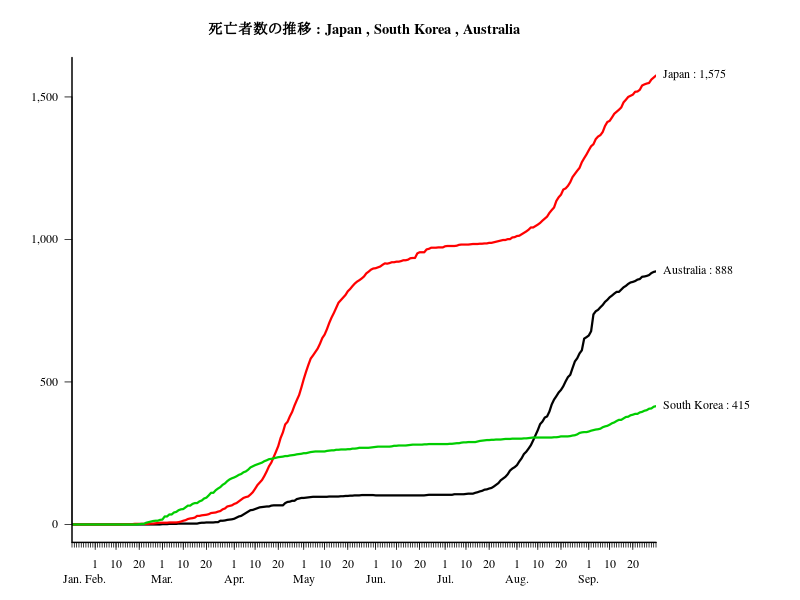 死亡者数の推移 : Japan , South Korea , Australia
Japan : 1,575
1,500
1,000
Australia : 888
500
South Korea : 415
0
1 10 20 1 10 20 1 10 20 1 10 20 1 10 20 1 10 20 1 10 20 1 10 20
Jan. Feb. Mar. Apr. May Jun. Jul. Aug. Sep.